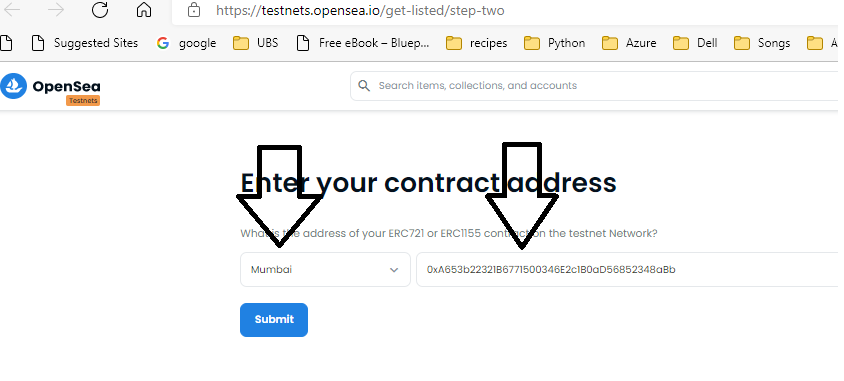 https://testnets.opensea.io/get-listed/step-two
Suggested Sites google UBS Free eBook – Bluep... recipes Python Azure Dell Songs A
OpenSea
Testnets
Search items, collections, and accounts
Enter your contract address
What is the address of your ERC721 or ERC1155 contract on the testnet Network?
Mumbai 0xA653b22321B6771500346E2c1B0aD56852348aBb
Submit